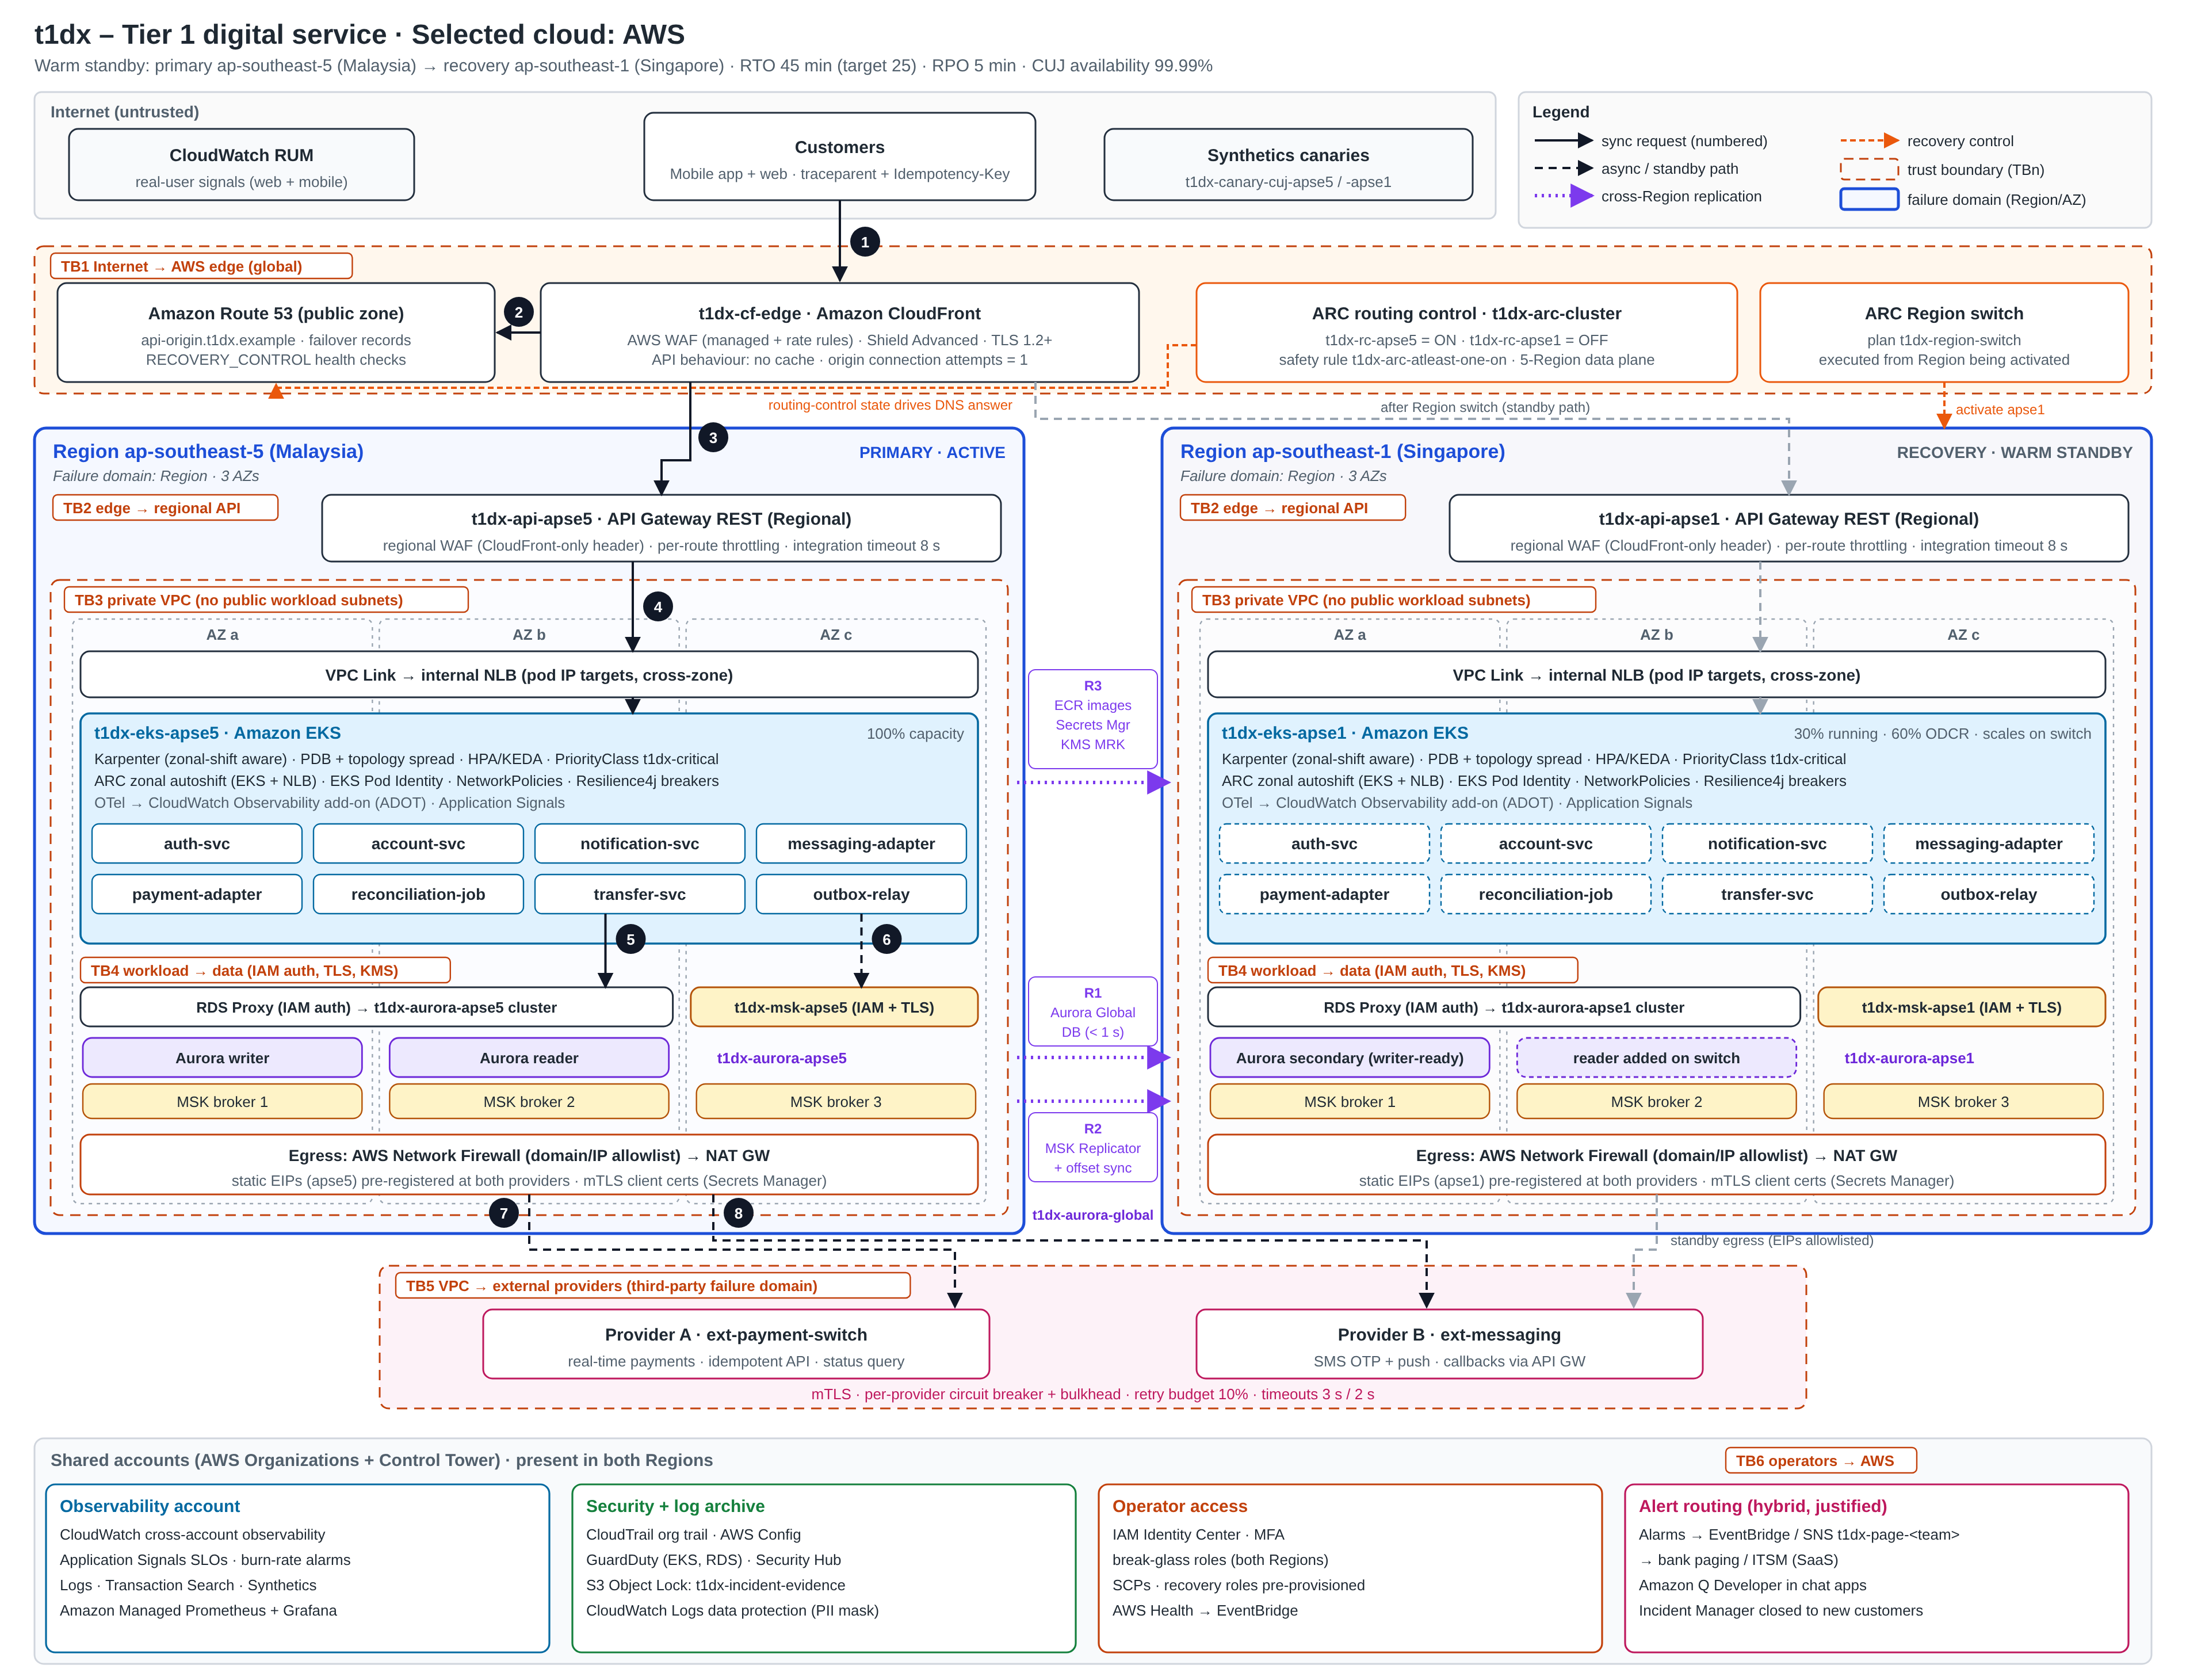 t1dx – Tier 1 digital service · Selected cloud: AWS
Warm standby: primary ap-southeast-5 (Malaysia) → recovery ap-southeast-1 (Singapore) · RTO 45 min (target 25) · RPO 5 min · CUJ availability 99.99%
Internet (untrusted)
CloudWatch RUM
real-user signals (web + mobile)
Customers
Mobile app + web · traceparent + Idempotency-Key
Synthetics canaries
t1dx-canary-cuj-apse5 / -apse1
Legend
sync request (numbered)
async / standby path
cross-Region replication
recovery control
trust boundary (TBn)
failure domain (Region/AZ)
1
TB1 Internet → AWS edge (global)
Amazon Route 53 (public zone)
api-origin.t1dx.example · failover records
RECOVERY_CONTROL health checks
2
t1dx-cf-edge · Amazon CloudFront
AWS WAF (managed + rate rules) · Shield Advanced · TLS 1.2+
API behaviour: no cache · origin connection attempts = 1
ARC routing control · t1dx-arc-cluster
t1dx-rc-apse5 = ON · t1dx-rc-apse1 = OFF
safety rule t1dx-arc-atleast-one-on · 5-Region data plane
ARC Region switch
plan t1dx-region-switch
executed from Region being activated
routing-control state drives DNS answer
after Region switch (standby path)
activate apse1
3
Region ap-southeast-5 (Malaysia)
PRIMARY · ACTIVE
Failure domain: Region · 3 AZs
TB2 edge → regional API
t1dx-api-apse5 · API Gateway REST (Regional)
regional WAF (CloudFront-only header) · per-route throttling · integration timeout 8 s
TB3 private VPC (no public workload subnets)
4
AZ a
AZ b
AZ c
VPC Link → internal NLB (pod IP targets, cross-zone)
t1dx-eks-apse5 · Amazon EKS
100% capacity
Karpenter (zonal-shift aware) · PDB + topology spread · HPA/KEDA · PriorityClass t1dx-critical
ARC zonal autoshift (EKS + NLB) · EKS Pod Identity · NetworkPolicies · Resilience4j breakers
OTel → CloudWatch Observability add-on (ADOT) · Application Signals
auth-svc
account-svc
notification-svc
messaging-adapter
payment-adapter
reconciliation-job
transfer-svc
outbox-relay
5
6
TB4 workload → data (IAM auth, TLS, KMS)
RDS Proxy (IAM auth) → t1dx-aurora-apse5 cluster
t1dx-msk-apse5 (IAM + TLS)
Aurora writer
Aurora reader
t1dx-aurora-apse5
MSK broker 1
MSK broker 2
MSK broker 3
Egress: AWS Network Firewall (domain/IP allowlist) → NAT GW
static EIPs (apse5) pre-registered at both providers · mTLS client certs (Secrets Manager)
7
8
R3
ECR images
Secrets Mgr
KMS MRK
R1
Aurora Global
DB (< 1 s)
R2
MSK Replicator
+ offset sync
t1dx-aurora-global
Region ap-southeast-1 (Singapore)
RECOVERY · WARM STANDBY
Failure domain: Region · 3 AZs
TB2 edge → regional API
t1dx-api-apse1 · API Gateway REST (Regional)
regional WAF (CloudFront-only header) · per-route throttling · integration timeout 8 s
TB3 private VPC (no public workload subnets)
AZ a
AZ b
AZ c
VPC Link → internal NLB (pod IP targets, cross-zone)
t1dx-eks-apse1 · Amazon EKS
30% running · 60% ODCR · scales on switch
Karpenter (zonal-shift aware) · PDB + topology spread · HPA/KEDA · PriorityClass t1dx-critical
ARC zonal autoshift (EKS + NLB) · EKS Pod Identity · NetworkPolicies · Resilience4j breakers
OTel → CloudWatch Observability add-on (ADOT) · Application Signals
auth-svc
account-svc
notification-svc
messaging-adapter
payment-adapter
reconciliation-job
transfer-svc
outbox-relay
TB4 workload → data (IAM auth, TLS, KMS)
RDS Proxy (IAM auth) → t1dx-aurora-apse1 cluster
t1dx-msk-apse1 (IAM + TLS)
Aurora secondary (writer-ready)
reader added on switch
t1dx-aurora-apse1
MSK broker 1
MSK broker 2
MSK broker 3
Egress: AWS Network Firewall (domain/IP allowlist) → NAT GW
static EIPs (apse1) pre-registered at both providers · mTLS client certs (Secrets Manager)
standby egress (EIPs allowlisted)
TB5 VPC → external providers (third-party failure domain)
Provider A · ext-payment-switch
real-time payments · idempotent API · status query
Provider B · ext-messaging
SMS OTP + push · callbacks via API GW
mTLS · per-provider circuit breaker + bulkhead · retry budget 10% · timeouts 3 s / 2 s
Shared accounts (AWS Organizations + Control Tower) · present in both Regions
TB6 operators → AWS
Observability account
CloudWatch cross-account observability
Application Signals SLOs · burn-rate alarms
Logs · Transaction Search · Synthetics
Amazon Managed Prometheus + Grafana
Security + log archive
CloudTrail org trail · AWS Config
GuardDuty (EKS, RDS) · Security Hub
S3 Object Lock: t1dx-incident-evidence
CloudWatch Logs data protection (PII mask)
Operator access
IAM Identity Center · MFA
break-glass roles (both Regions)
SCPs · recovery roles pre-provisioned
AWS Health → EventBridge
Alert routing (hybrid, justified)
Alarms → EventBridge / SNS t1dx-page-<team>
→ bank paging / ITSM (SaaS)
Amazon Q Developer in chat apps
Incident Manager closed to new customers